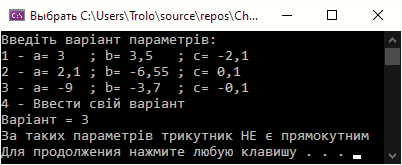 Выбрать C:\Users\Trolo\source\repos\Ch...
Введіть варіант параметрів:
1 - a= 3 ; b= 3,5 ; c= -2,1
2 - a= 2,1 ; b= -6,55 ; c= 0,1
3 - a= -9 ; b= -3,7 ; c= -0,1
4 - Ввести свій варіант
Варіант = 3
За таких параметрів трикутник НЕ є прямокутним
Для продолжения нажмите любую клавишу . . .